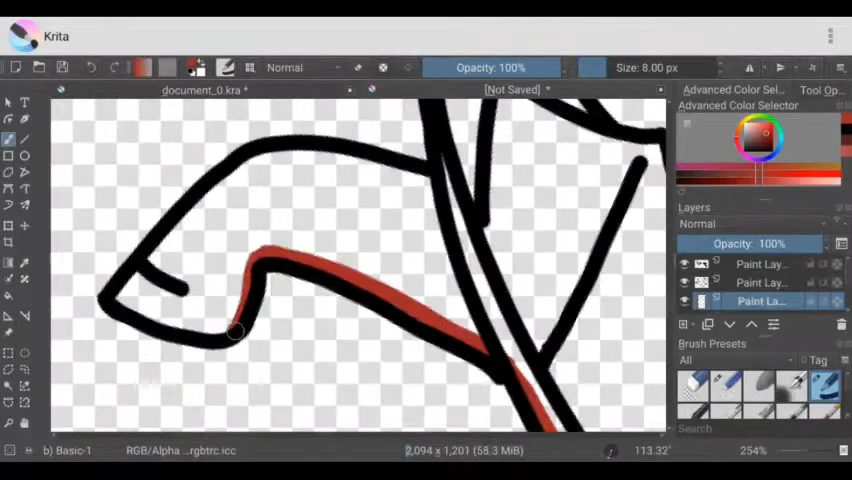 Krita
Normal
Opacity: 100%
Size: 8.00 px
document_0.kra *
[Not Saved] *
Advanced Color Sel...
Tool Op...
Advanced Color Selector
Layers
Normal
Opacity: 100%
Paint Lay...
Paint Lay...
Paint La...
Brush Presets
All
Tag
Search
b) Basic-1
RGB/Alpha ...rgbtrc.icc
2,094 x 1,201 (58.3 MiB)
113.32°
254%